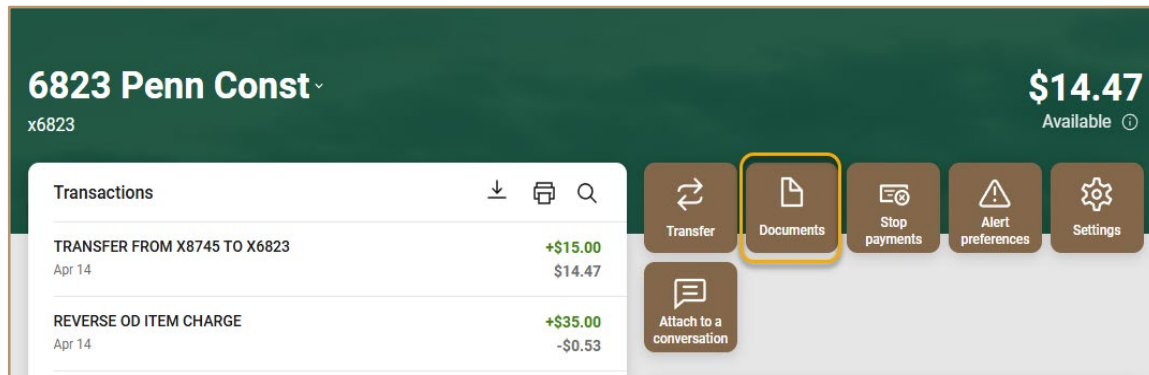 6823 Penn Const
x6823
$14.47
Available
Transactions
TRANSFER FROM X8745 TO X6823
+$15.00
Apr 14
$14.47
REVERSE OD ITEM CHARGE
+$35.00
Apr 14
-$0.53
Transfer
Documents
Stop
payments
Alert
preferences
Settings
Attach to a
conversation